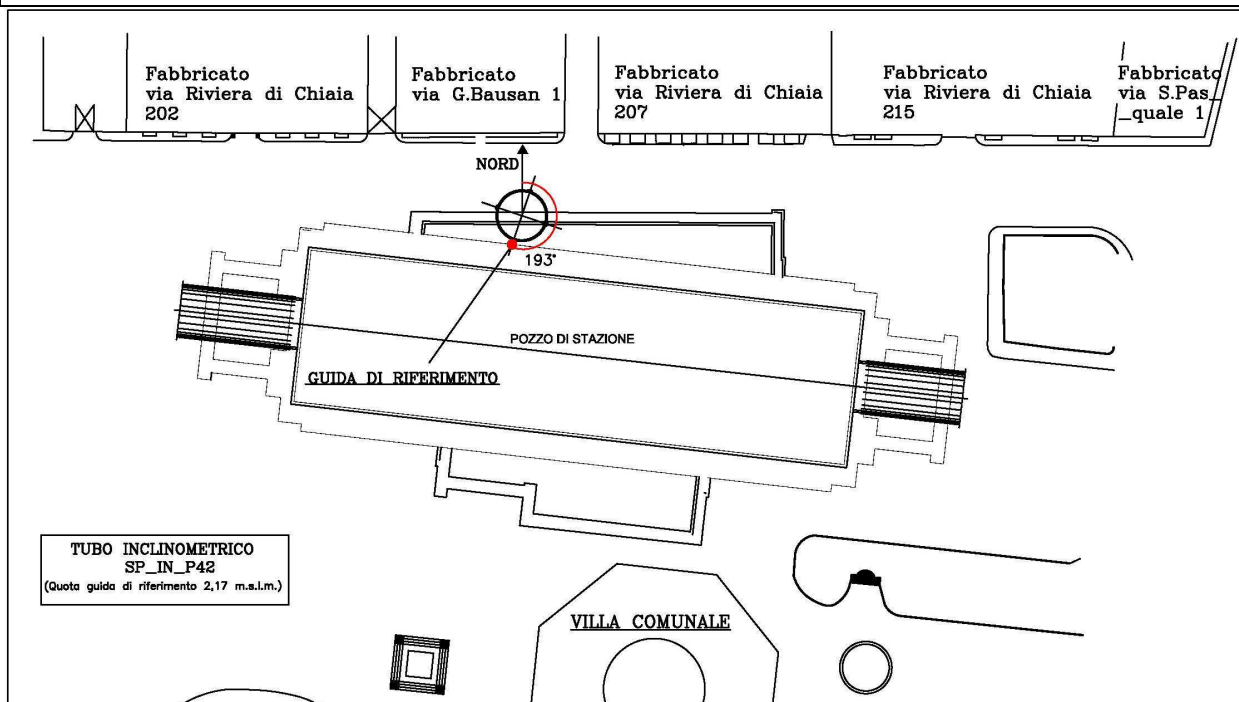 Fabbricato
via Riviera di Chiaia
202
Fabbricato
via G.Bausan 1
Fabbricato
via Riviera di Chiaia
207
Fabbricato
via Riviera di Chiaia
215
Fabbricato
via S.Pas_
_quale 1
NORD
193°
POZZO DI STAZIONE
GUIDA DI RIFERIMENTO
TUBO INCLINOMETRICO
SP_IN_P42
(Quota guida di riferimento 2,17 m.s.l.m.)
VILLA COMUNALE